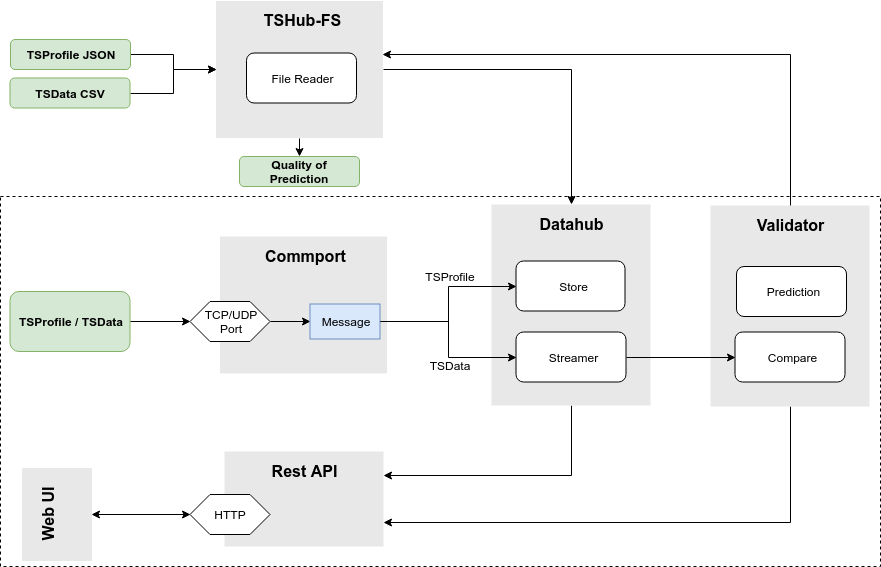 TSHub-FS
TSProfile JSON
TSData CSV
File Reader
Quality of
Prediction
Datahub
Validator
Commport
TSProfile
Store
Prediction
TSProfile / TSData
TCP/UDP
Port
Message
TSData
Streamer
Compare
Rest API
Web UI
HTTP